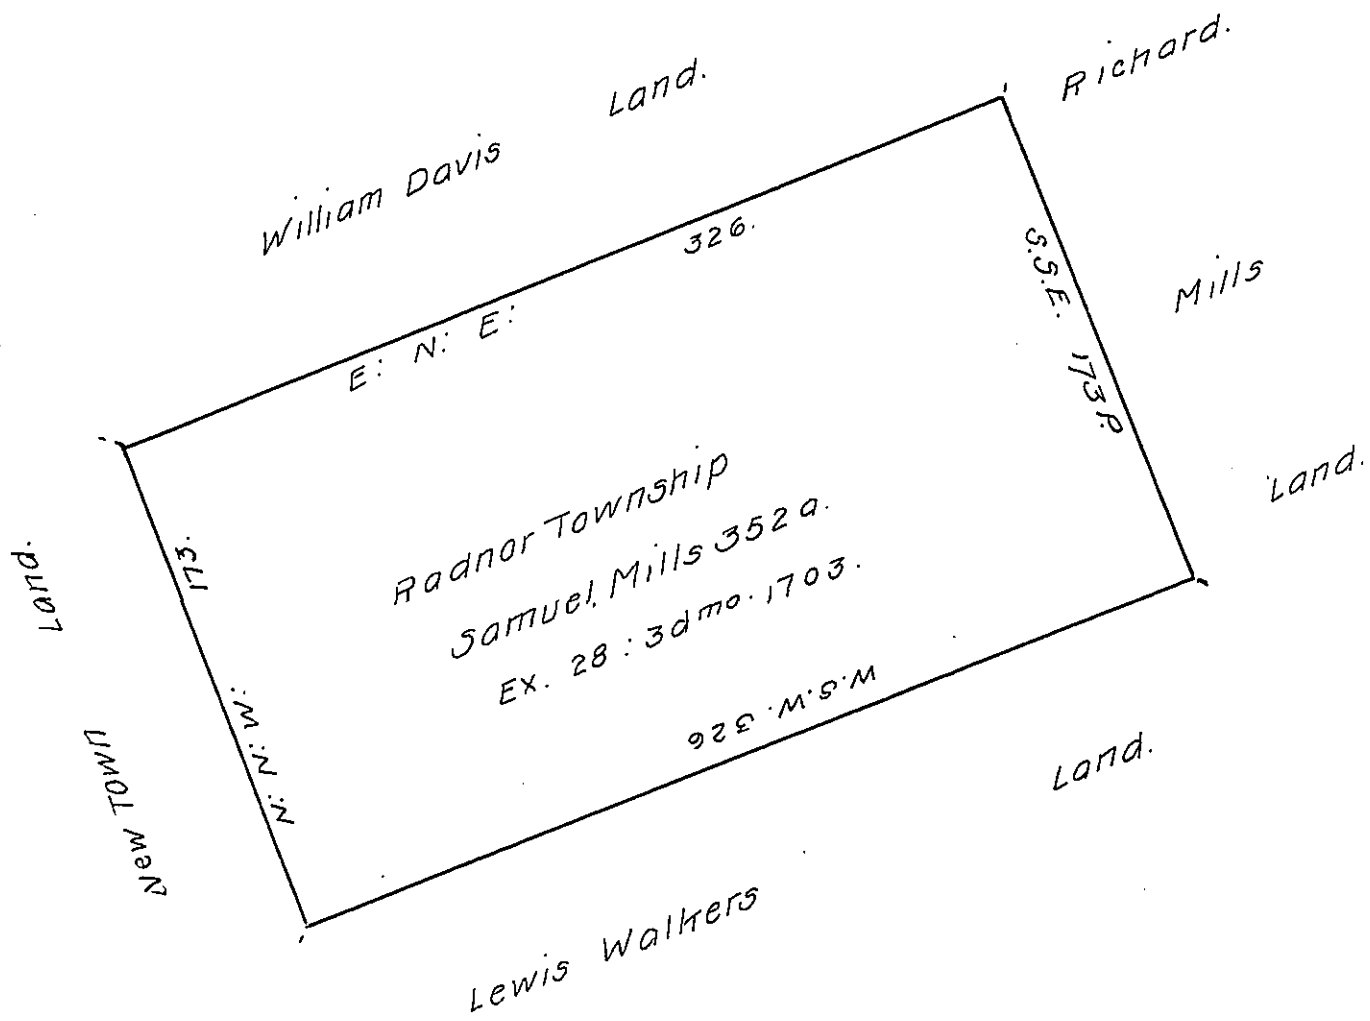 William Davis Land.
Richard.
Mills
Land.
E: N: E: 326.
S.S.E. 173 P.
Radnor Township
Samuel Mills 352 a.
Ex. 28 : 3d mo. 1703.
W.S.W. 326
N: N: W: 173.
New Town Land.
Lewis Walkers Land.